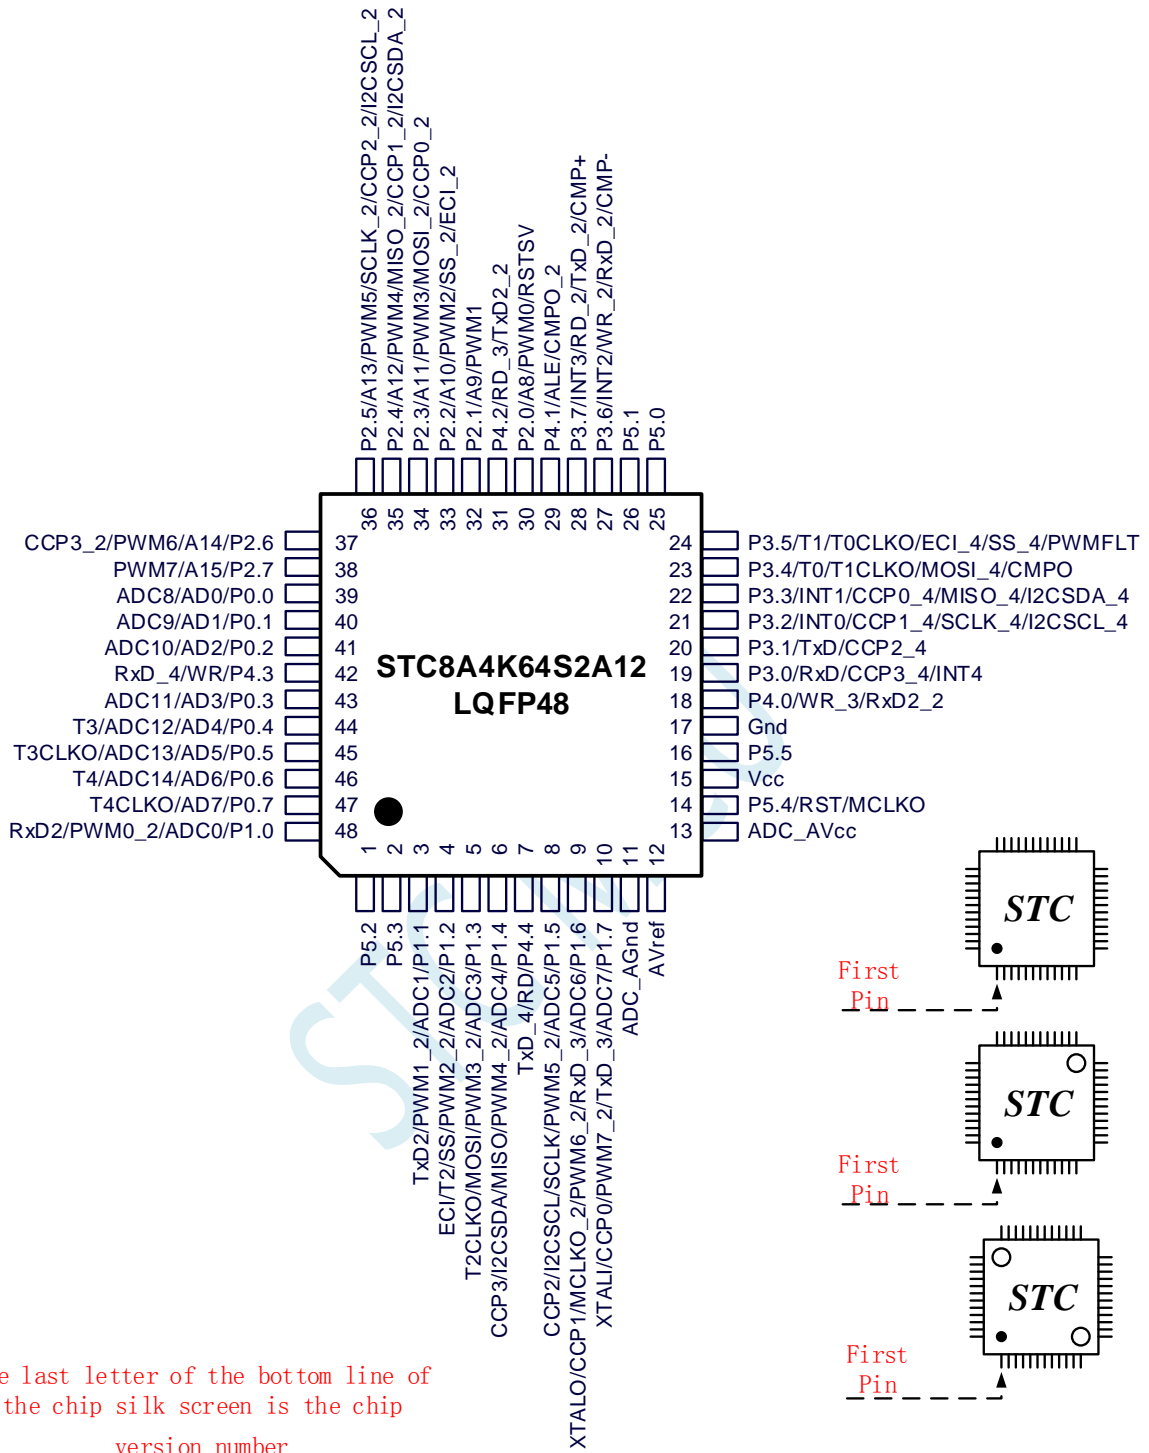 P2.5/A13/PWM5/SCLK_2/CCP2_2/I2CSCL_2
P2.4/A12/PWM4/MISO_2/CCP1_2/I2CSDA_2
P2.3/A11/PWM3/MOSI_2/CCP0_2
P2.2/A10/PWM2/SS_2/ECI_2
P2.1/A9/PWM1
P4.2/RD_3/TxD2_2
P2.0/A8/PWM0/RSTSV
P4.1/ALE/CMPO_2
P3.7/INT3/RD_2/TxD_2/CMP+
P3.6/INT2/WR_2/RxD_2/CMP-
P5.1
P5.0
36 35 34 33 32 31 30 29 28 27 26 25
CCP3_2/PWM6/A14/P2.6 37
PWM7/A15/P2.7 38
ADC8/AD0/P0.0 39
ADC9/AD1/P0.1 40
ADC10/AD2/P0.2 41
RxD_4/WR/P4.3 42
ADC11/AD3/P0.3 43
T3/ADC12/AD4/P0.4 44
T3CLKO/ADC13/AD5/P0.5 45
T4/ADC14/AD6/P0.6 46
T4CLKO/AD7/P0.7 47
RxD2/PWM0_2/ADC0/P1.0 48
STC8A4K64S2A12
LQFP48
24 P3.5/T1/T0CLKO/ECI_4/SS_4/PWMFLT
23 P3.4/T0/T1CLKO/MOSI_4/CMPO
22 P3.3/INT1/CCP0_4/MISO_4/I2CSDA_4
21 P3.2/INT0/CCP1_4/SCLK_4/I2CSCL_4
20 P3.1/TxD/CCP2_4
19 P3.0/RxD/CCP3_4/INT4
18 P4.0/WR_3/RxD2_2
17 Gnd
16 P5.5
15 Vcc
14 P5.4/RST/MCLKO
13 ADC_AVcc
1 2 3 4 5 6 7 8 9 10 11 12
P5.2
P5.3
TxD2/PWM1_2/ADC1/P1.1
ECI/T2/SS/PWM2_2/ADC2/P1.2
T2CLKO/MOSI/PWM3_2/ADC3/P1.3
CCP3/I2CSDA/MISO/PWM4_2/ADC4/P1.4
TxD_4/RD/P4.4
CCP2/I2CSCL/SCLK/PWM5_2/ADC5/P1.5
XTALO/CCP1/MCLKO_2/PWM6_2/RxD_3/ADC6/P1.6
XTALI/CCP0/PWM7_2/TxD_3/ADC7/P1.7
ADC_AGnd
AVref
STC MCU
STC
First
Pin
STC
First
Pin
STC
First
Pin
e last letter of the bottom line of
the chip silk screen is the chip
version number